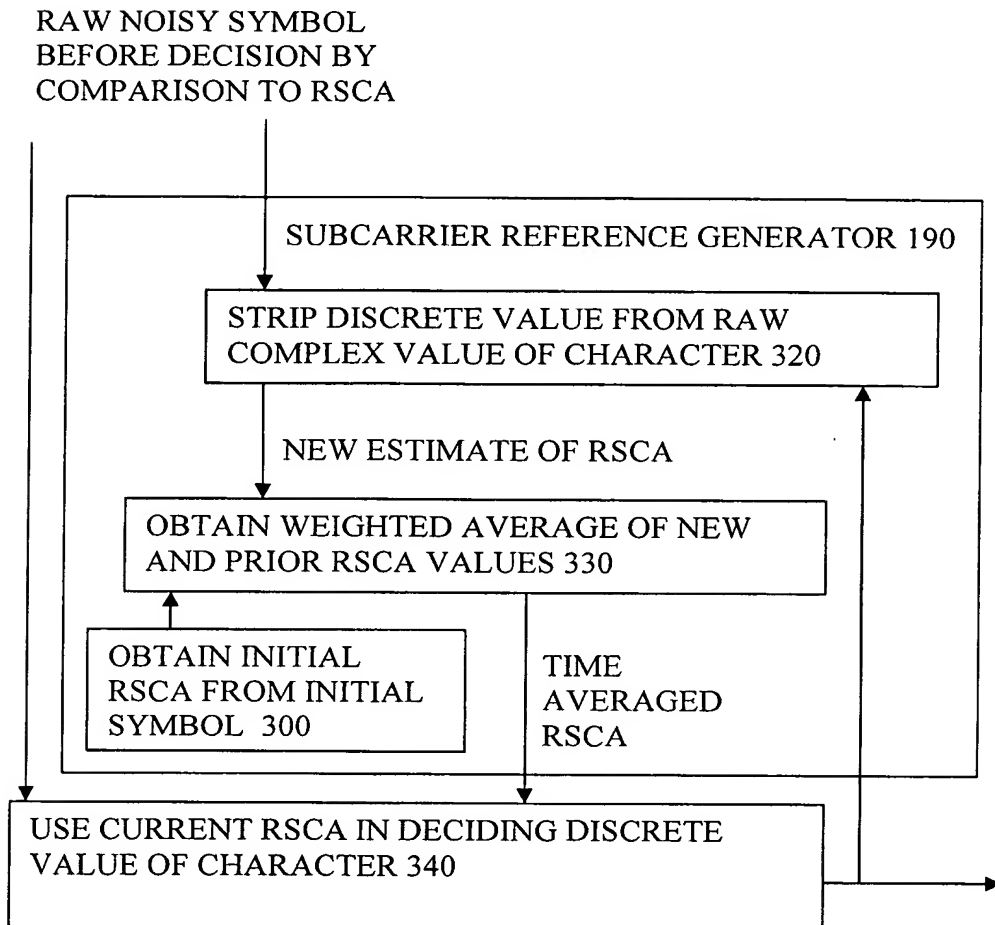 RAW NOISY SYMBOL
BEFORE DECISION BY
COMPARISON TO RSCA
SUBCARRIER REFERENCE GENERATOR 190
STRIP DISCRETE VALUE FROM RAW
COMPLEX VALUE OF CHARACTER 320
NEW ESTIMATE OF RSCA
OBTAIN WEIGHTED AVERAGE OF NEW
AND PRIOR RSCA VALUES 330
OBTAIN INITIAL
RSCA FROM INITIAL
SYMBOL 300
TIME
AVERAGED
RSCA
USE CURRENT RSCA IN DECIDING DISCRETE
VALUE OF CHARACTER 340